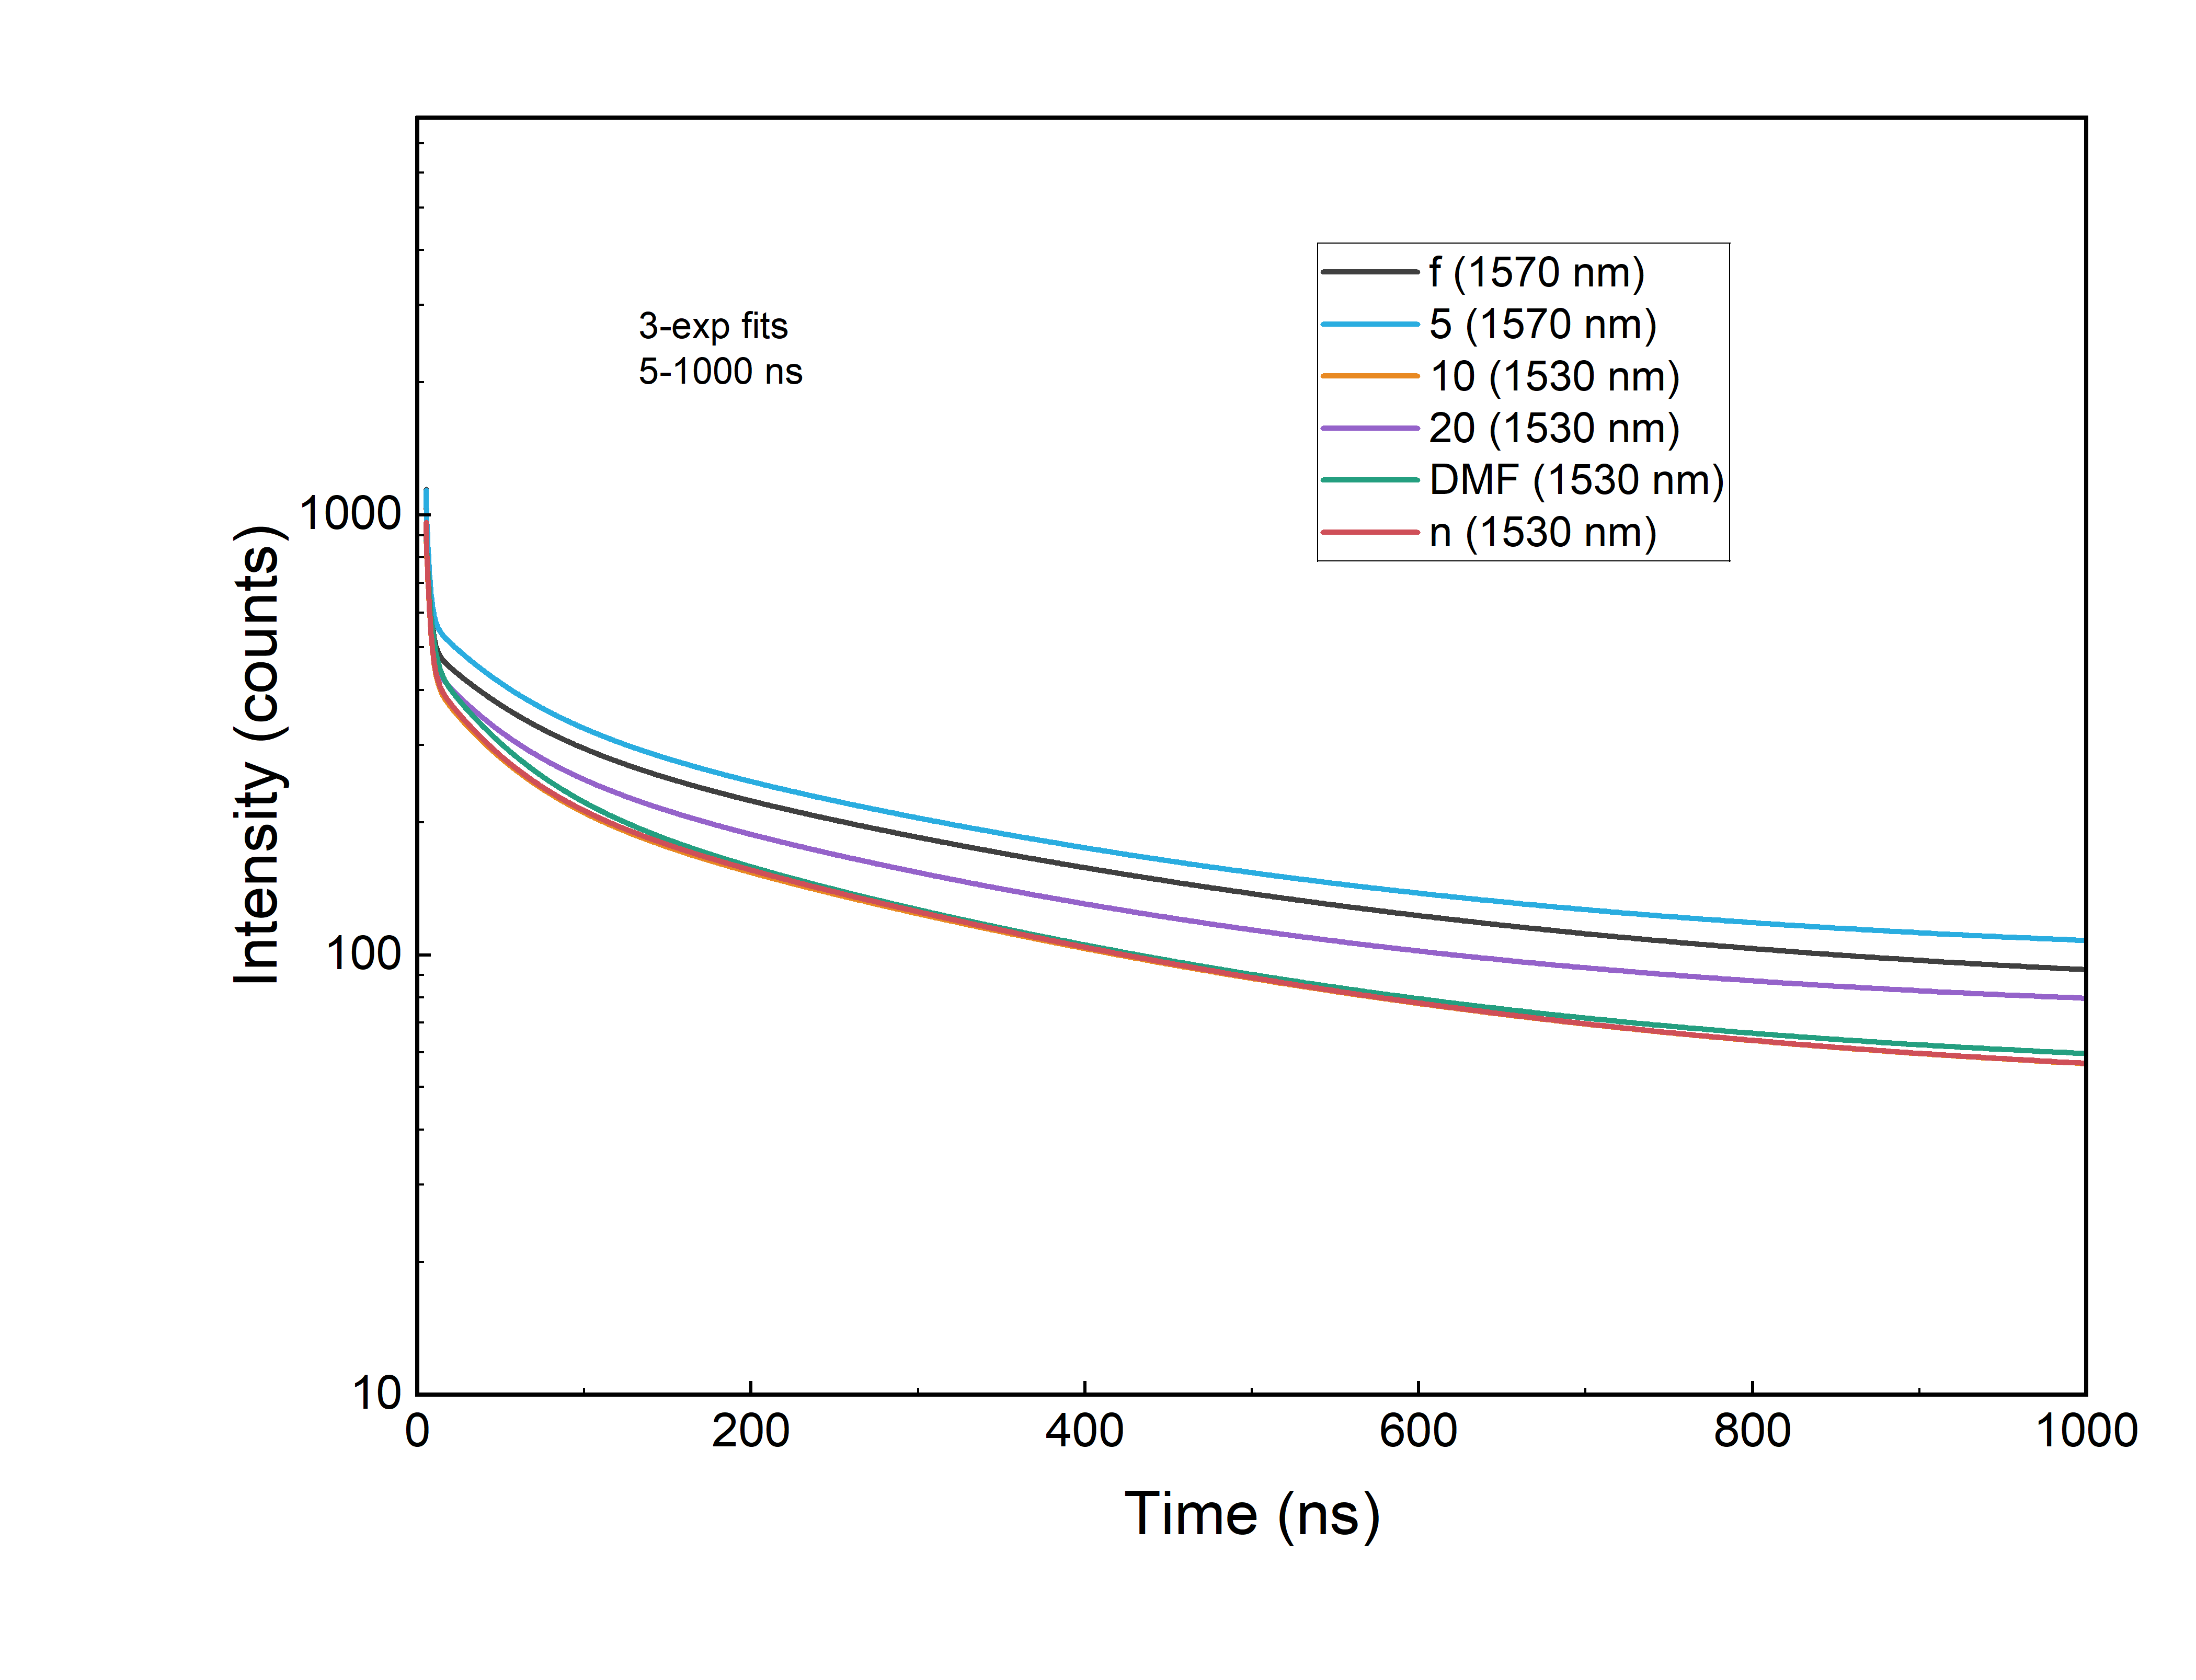 f (1570 nm)
5 (1570 nm)
10 (1530 nm)
20 (1530 nm)
DMF (1530 nm)
n (1530 nm)
3-exp fits
5-1000 ns
Intensity (counts)
1000
100
10
0 200 400 600 800 1000
Time (ns)